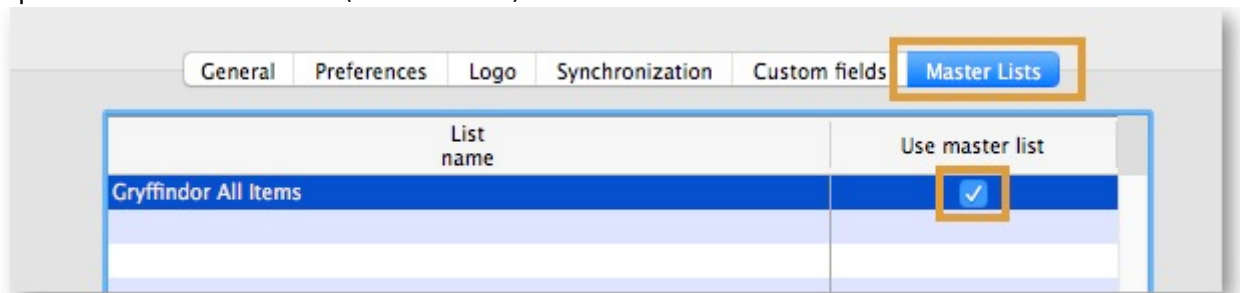 General Preferences Logo Synchronization Custom fields Master Lists
List name Use master list
Gryffindor All Items